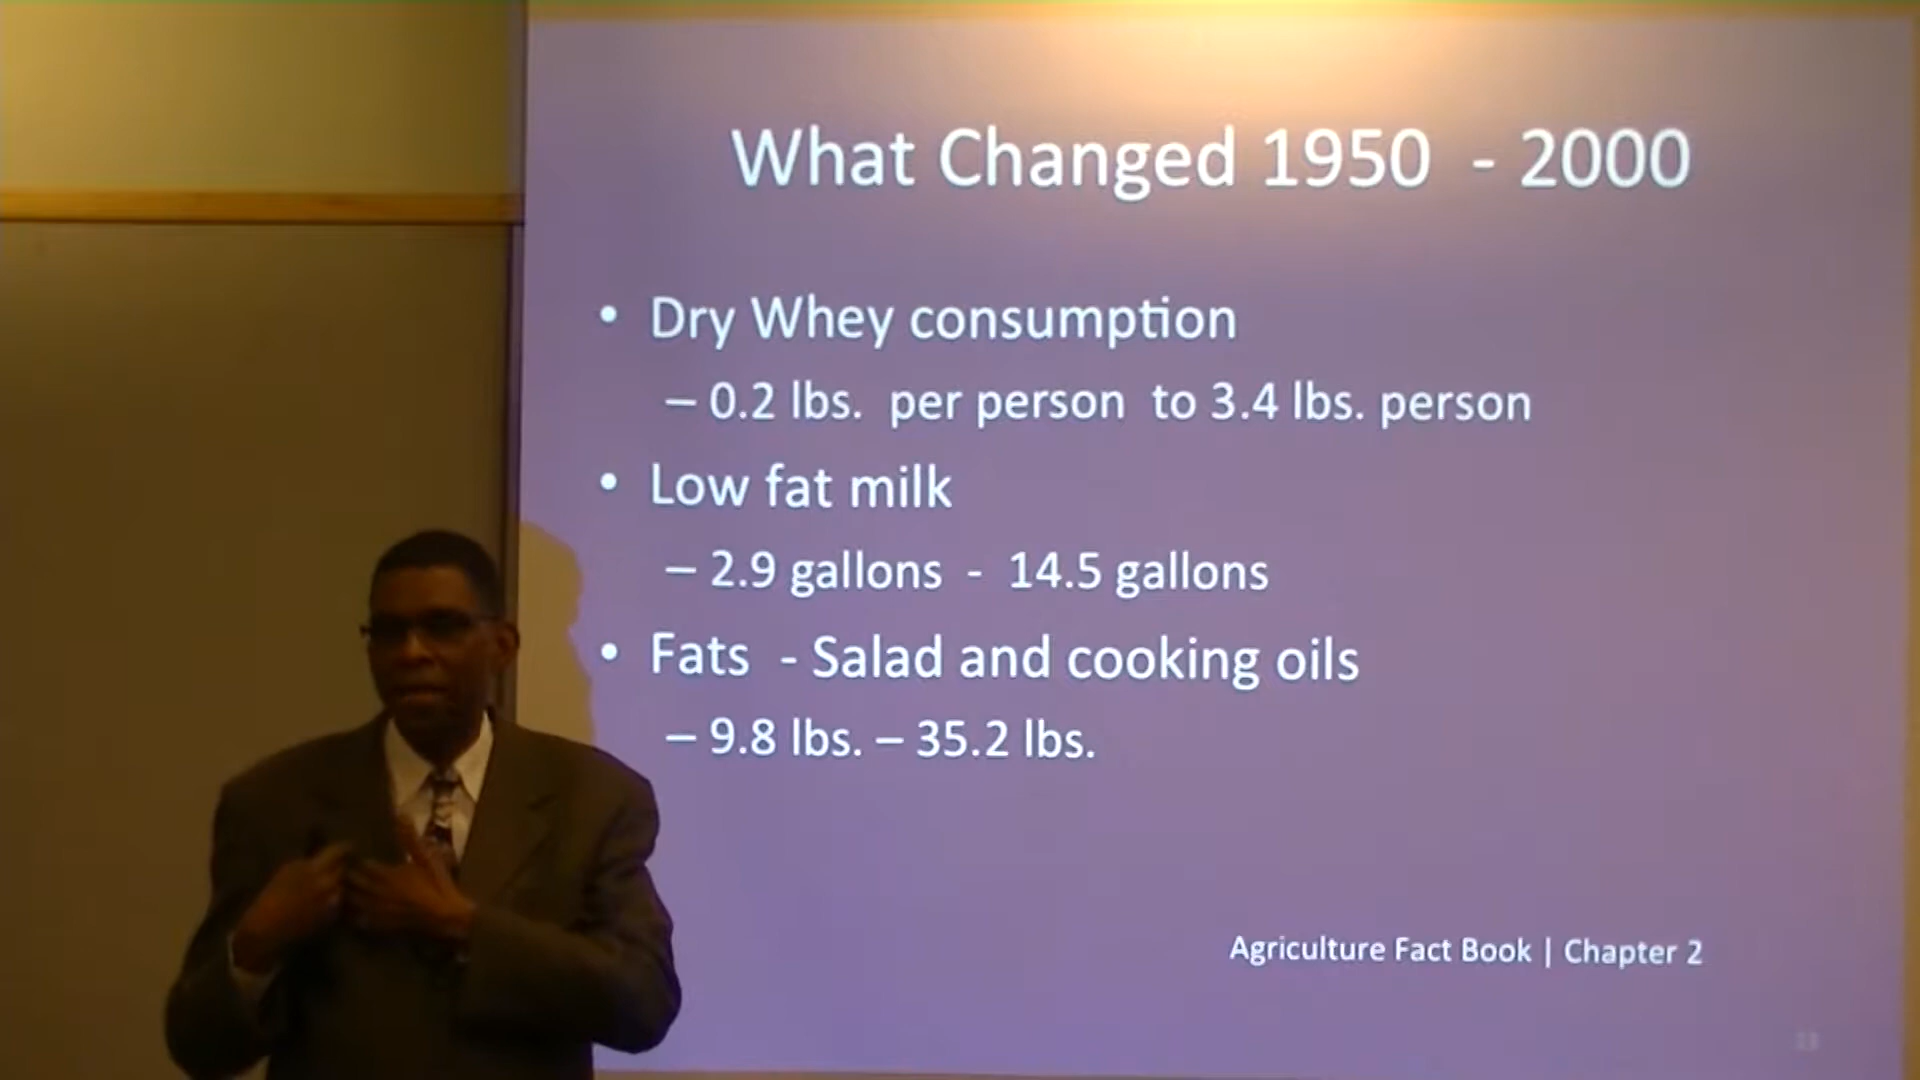 What Changed 1950 - 2000
• Dry Whey consumption
– 0.2 lbs. per person to 3.4 lbs. person
• Low fat milk
– 2.9 gallons - 14.5 gallons
• Fats - Salad and cooking oils
– 9.8 lbs. – 35.2 lbs.
Agriculture Fact Book | Chapter 2